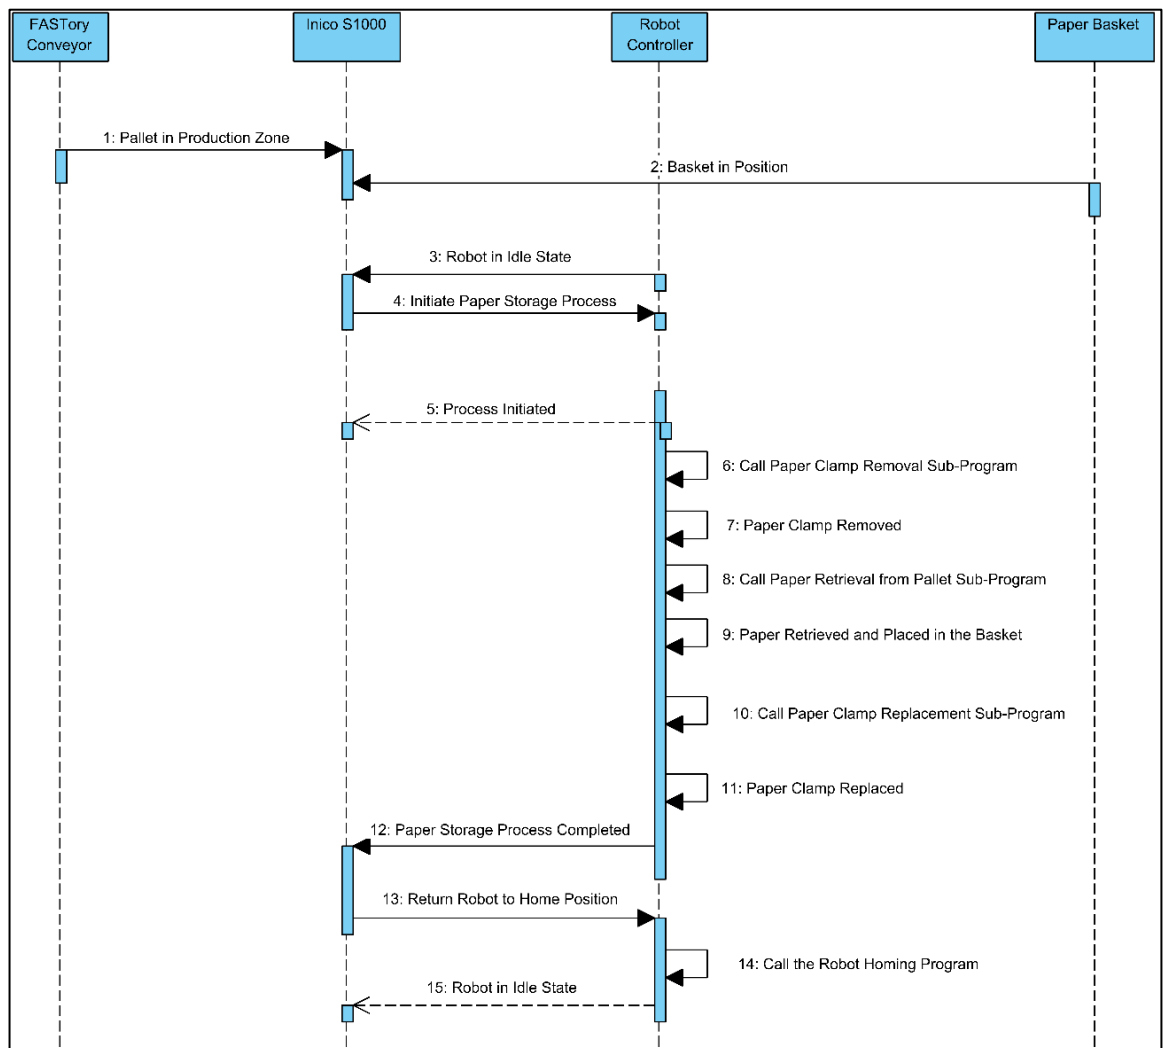 FASTory
Conveyor
Inico S1000
Robot
Controller
Paper Basket
1: Pallet in Production Zone
2: Basket in Position
3: Robot in Idle State
4: Initiate Paper Storage Process
5: Process Initiated
6: Call Paper Clamp Removal Sub-Program
7: Paper Clamp Removed
8: Call Paper Retrieval from Pallet Sub-Program
9: Paper Retrieved and Placed in the Basket
10: Call Paper Clamp Replacement Sub-Program
11: Paper Clamp Replaced
12: Paper Storage Process Completed
13: Return Robot to Home Position
14: Call the Robot Homing Program
15: Robot in Idle State